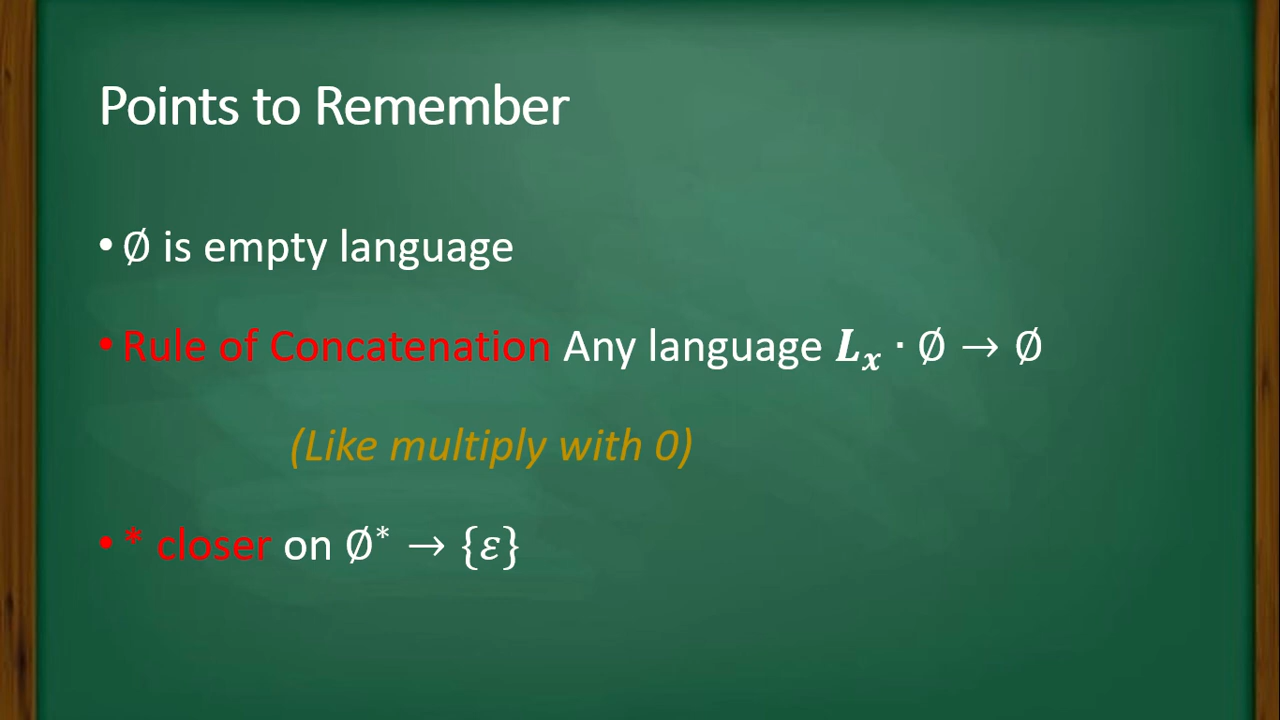 Points to Remember
• ∅ is empty language
• Rule of Concatenation Any language 𝑳ₓ · ∅ → ∅
(Like multiply with 0)
• * closer on ∅* → {ε}